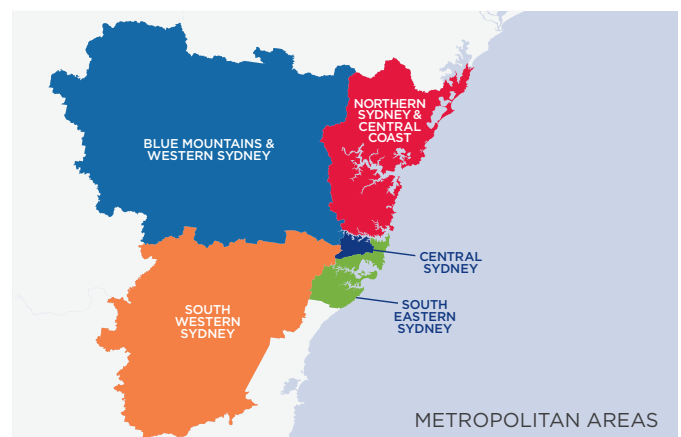 NORTHERN
SYDNEY &
CENTRAL
COAST
BLUE MOUNTAINS &
WESTERN SYDNEY
CENTRAL
SYDNEY
SOUTH
WESTERN
SYDNEY
SOUTH
EASTERN
SYDNEY
METROPOLITAN AREAS